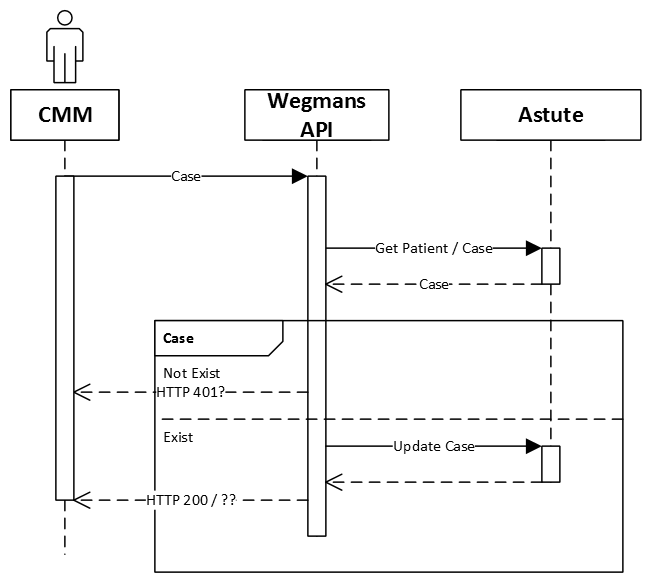 CMM
Wegmans
API
Astute
Case
Get Patient / Case
Case
Case
Not Exist
HTTP 401?
Exist
Update Case
HTTP 200 / ??